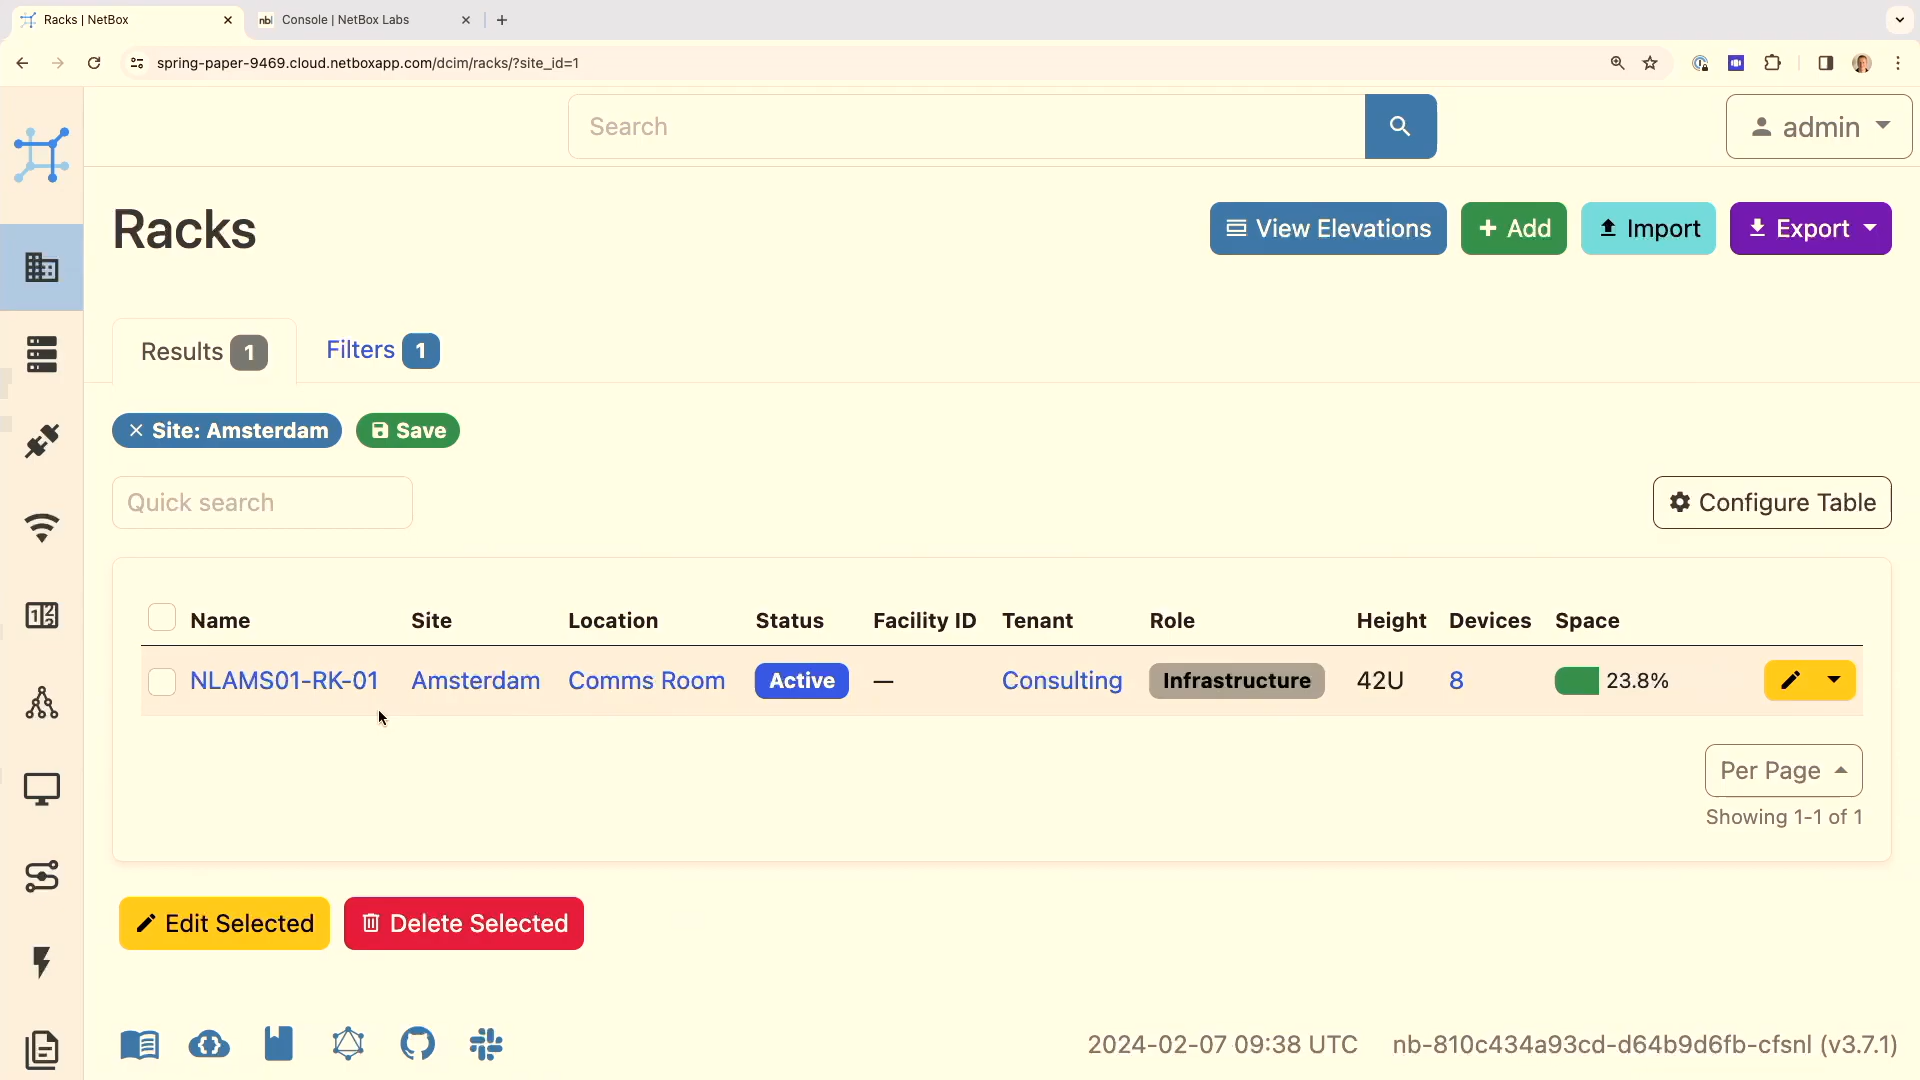 Racks | NetBox
nbl Console | NetBox Labs
spring-paper-9469.cloud.netboxapp.com/dcim/racks/?site_id=1
Search
admin
Racks
View Elevations
+ Add
Import
Export
Results 1
Filters 1
Site: Amsterdam
Save
Quick search
Configure Table
Name Site Location Status Facility ID Tenant Role Height Devices Space
NLAMS01-RK-01 Amsterdam Comms Room Active — Consulting Infrastructure 42U 8 23.8%
Per Page
Showing 1-1 of 1
Edit Selected
Delete Selected
2024-02-07 09:38 UTC nb-810c434a93cd-d64b9d6fb-cfsnl (v3.7.1)